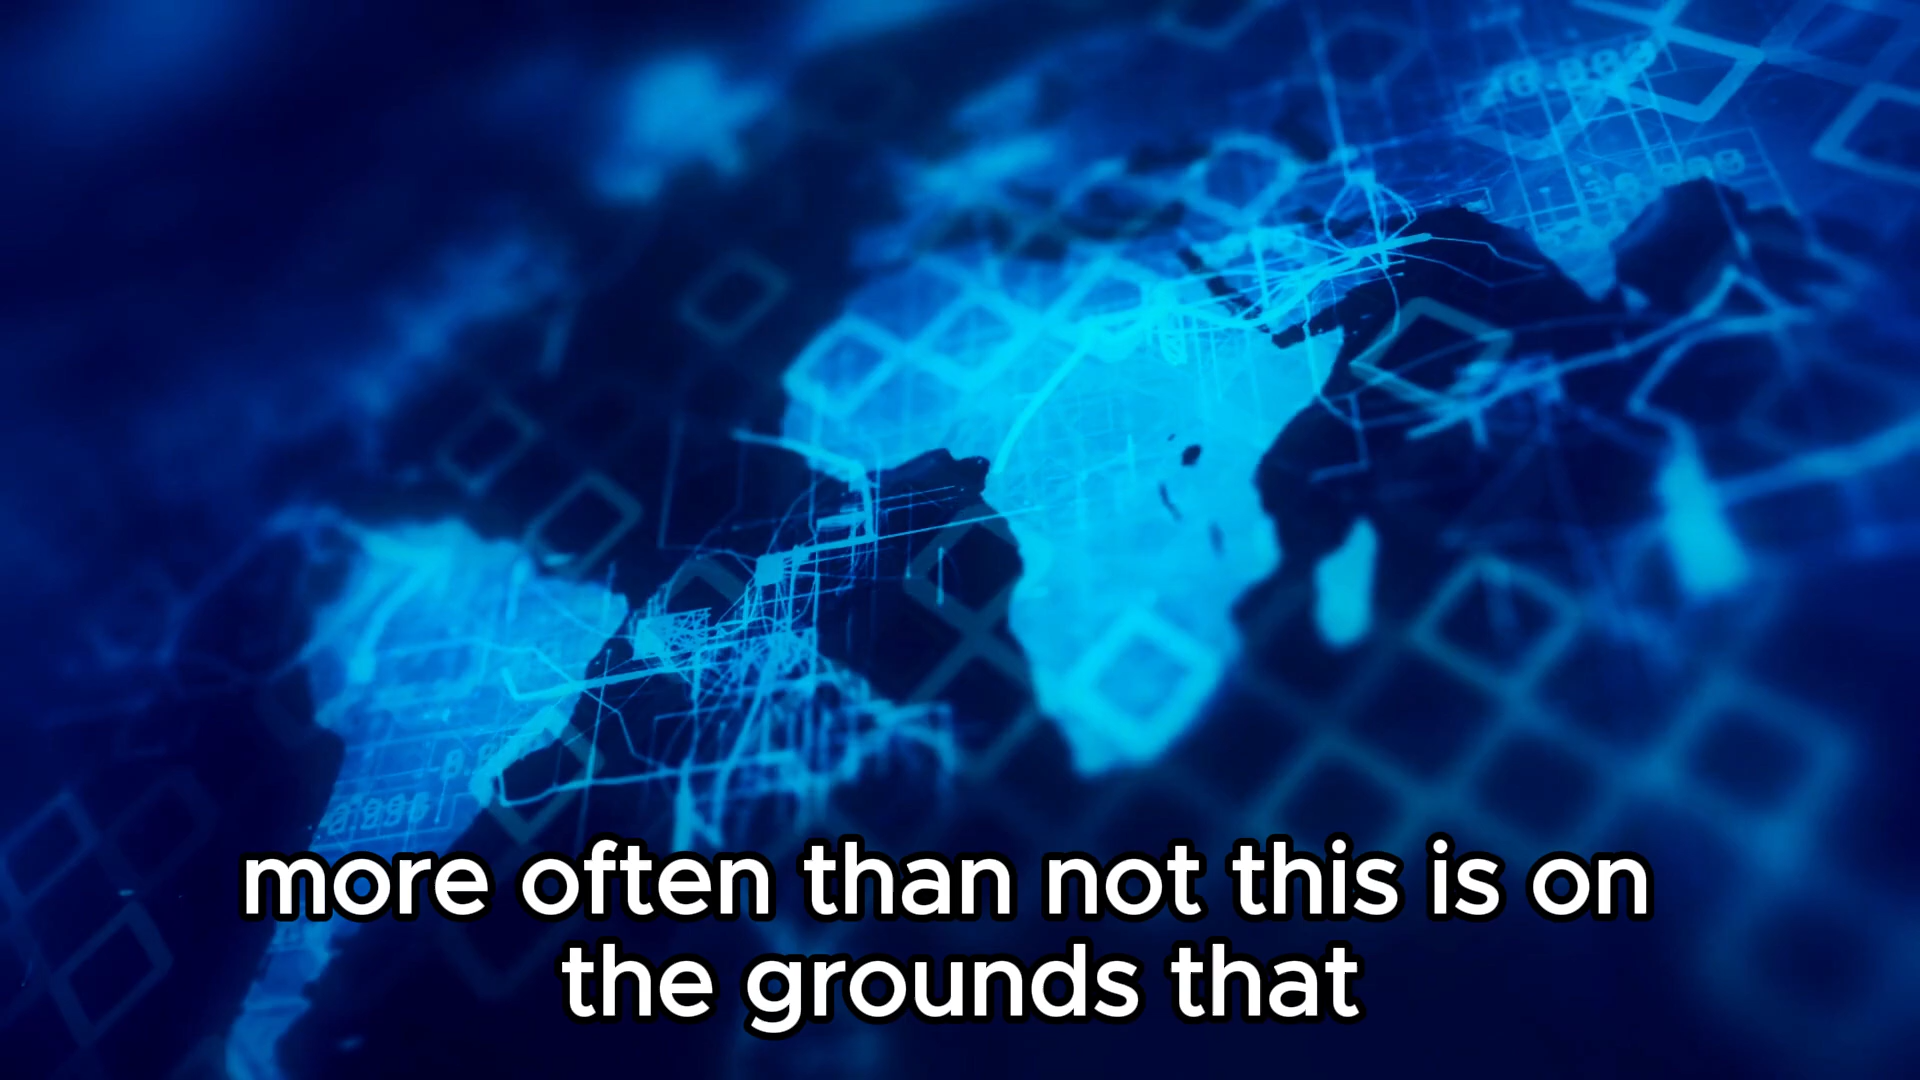 more often than not this is on
the grounds that